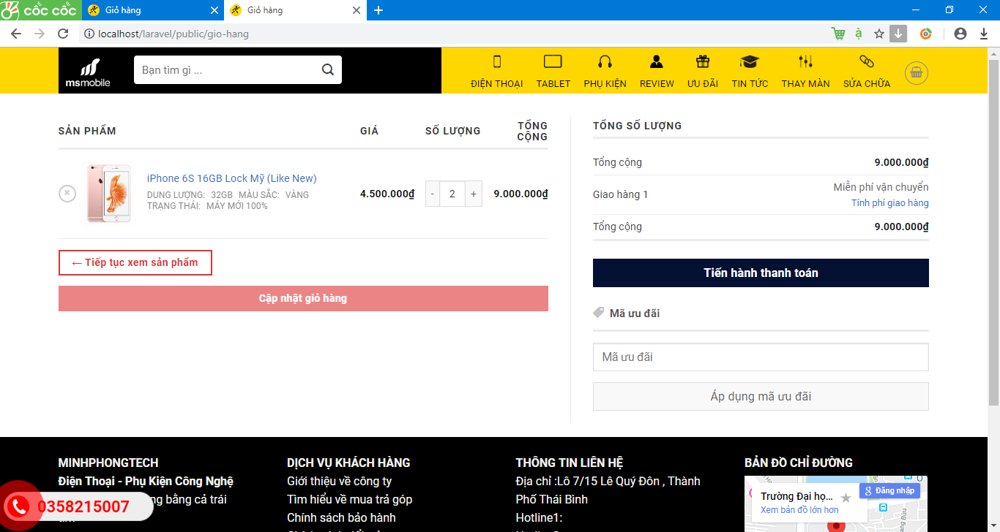 cốc cốc
Giỏ hàng
Giỏ hàng
localhost/laravel/public/gio-hang
msmobile
Bạn tìm gì ...
ĐIỆN THOẠI
TABLET
PHỤ KIỆN
REVIEW
ƯU ĐÃI
TIN TỨC
THAY MÀN
SỬA CHỮA
SẢN PHẨM
GIÁ
SỐ LƯỢNG
TỔNG
CỘNG
iPhone 6S 16GB Lock Mỹ (Like New)
DUNG LƯỢNG: 32GB MÀU SẮC: VÀNG
TRẠNG THÁI: MÁY MỚI 100%
4.500.000₫
- 2 +
9.000.000₫
← Tiếp tục xem sản phẩm
Cập nhật giỏ hàng
TỔNG SỐ LƯỢNG
Tổng cộng 9.000.000₫
Giao hàng 1
Miễn phí vận chuyển
Tính phí giao hàng
Tổng cộng 9.000.000₫
Tiến hành thanh toán
Mã ưu đãi
Mã ưu đãi
Áp dụng mã ưu đãi
MINHPHONGTECH
Điện Thoại - Phụ Kiện Công Nghệ
bằng cả trái
0358215007
DỊCH VỤ KHÁCH HÀNG
Giới thiệu về công ty
Tìm hiểu về mua trả góp
Chính sách bảo hành
THÔNG TIN LIÊN HỆ
Địa chỉ :Lô 7/15 Lê Quý Đôn , Thành
Phố Thái Bình
Hotline1:
BẢN ĐỒ CHỈ ĐƯỜNG
Trường Đại họ...
Xem bản đồ lớn hơn
Đăng nhập